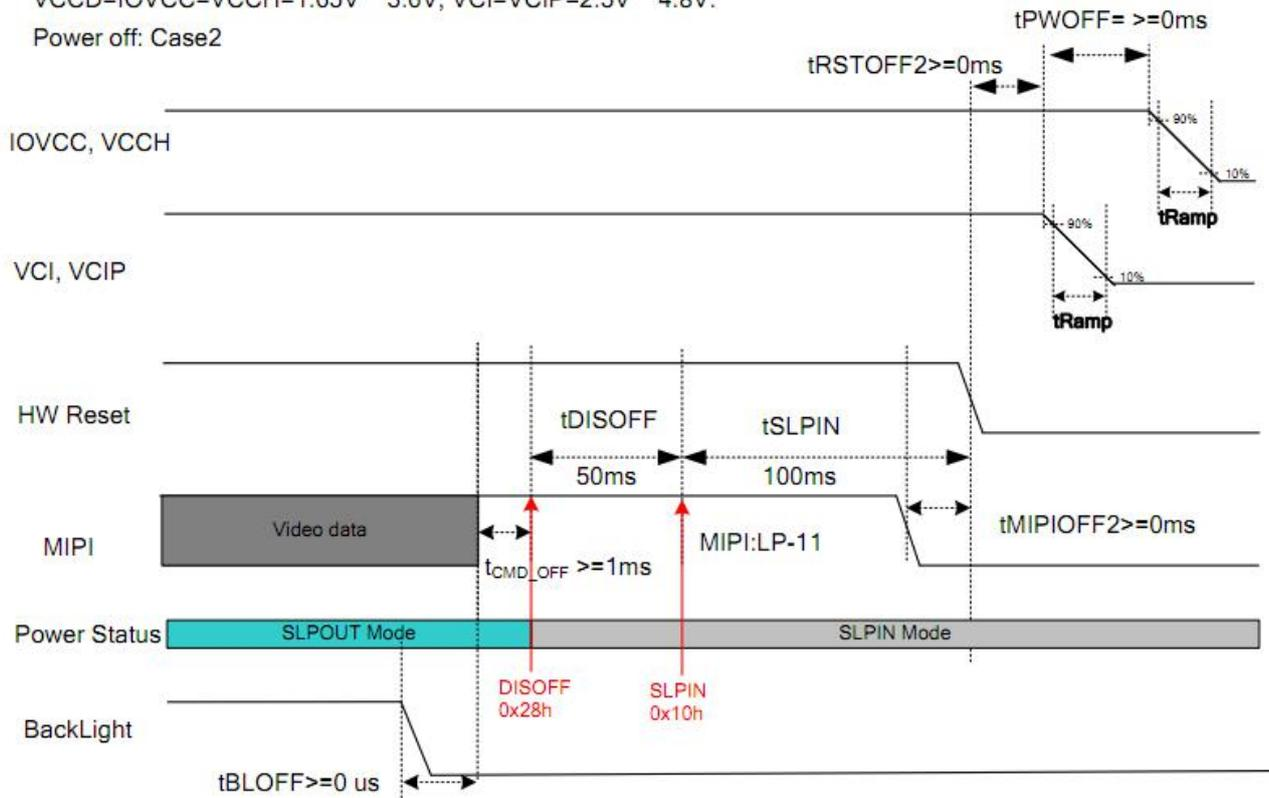 VCCD=IOVCC=VCCH=1.65V ~ 3.6V, VCI=VCIP=2.5V ~ 4.8V.
Power off: Case2
tPWOFF= >=0ms
tRSTOFF2>=0ms
IOVCC, VCCH
90%
10%
tRamp
VCI, VCIP
90%
10%
tRamp
HW Reset
tDISOFF
tSLPIN
50ms
100ms
MIPI
Video data
tCMD_OFF >=1ms
MIPI:LP-11
tMIPIOFF2>=0ms
Power Status
SLPOUT Mode
SLPIN Mode
DISOFF
0x28h
SLPIN
0x10h
BackLight
tBLOFF>=0 us